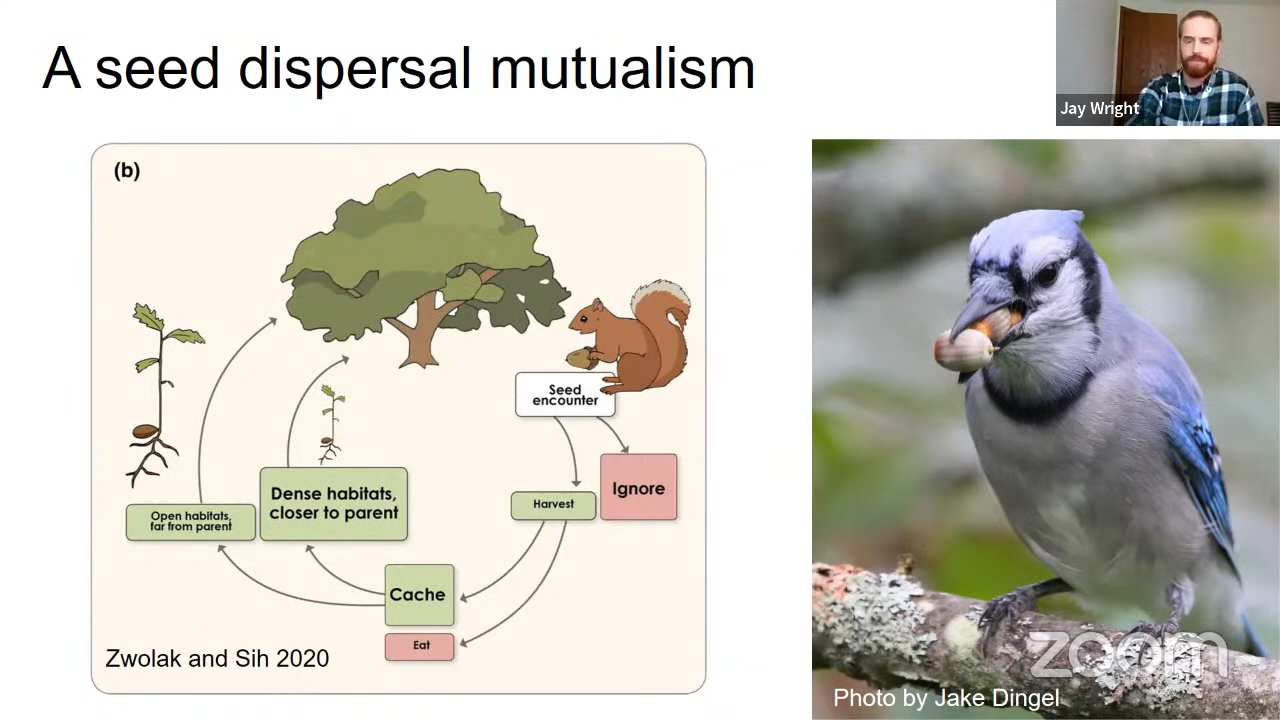 A seed dispersal mutualism
Jay Wright
(b)
Seed
encounter
Ignore
Harvest
Dense habitats,
closer to parent
Open habitats,
far from parent
Cache
Eat
Zwolak and Sih 2020
zoom
Photo by Jake Dingel